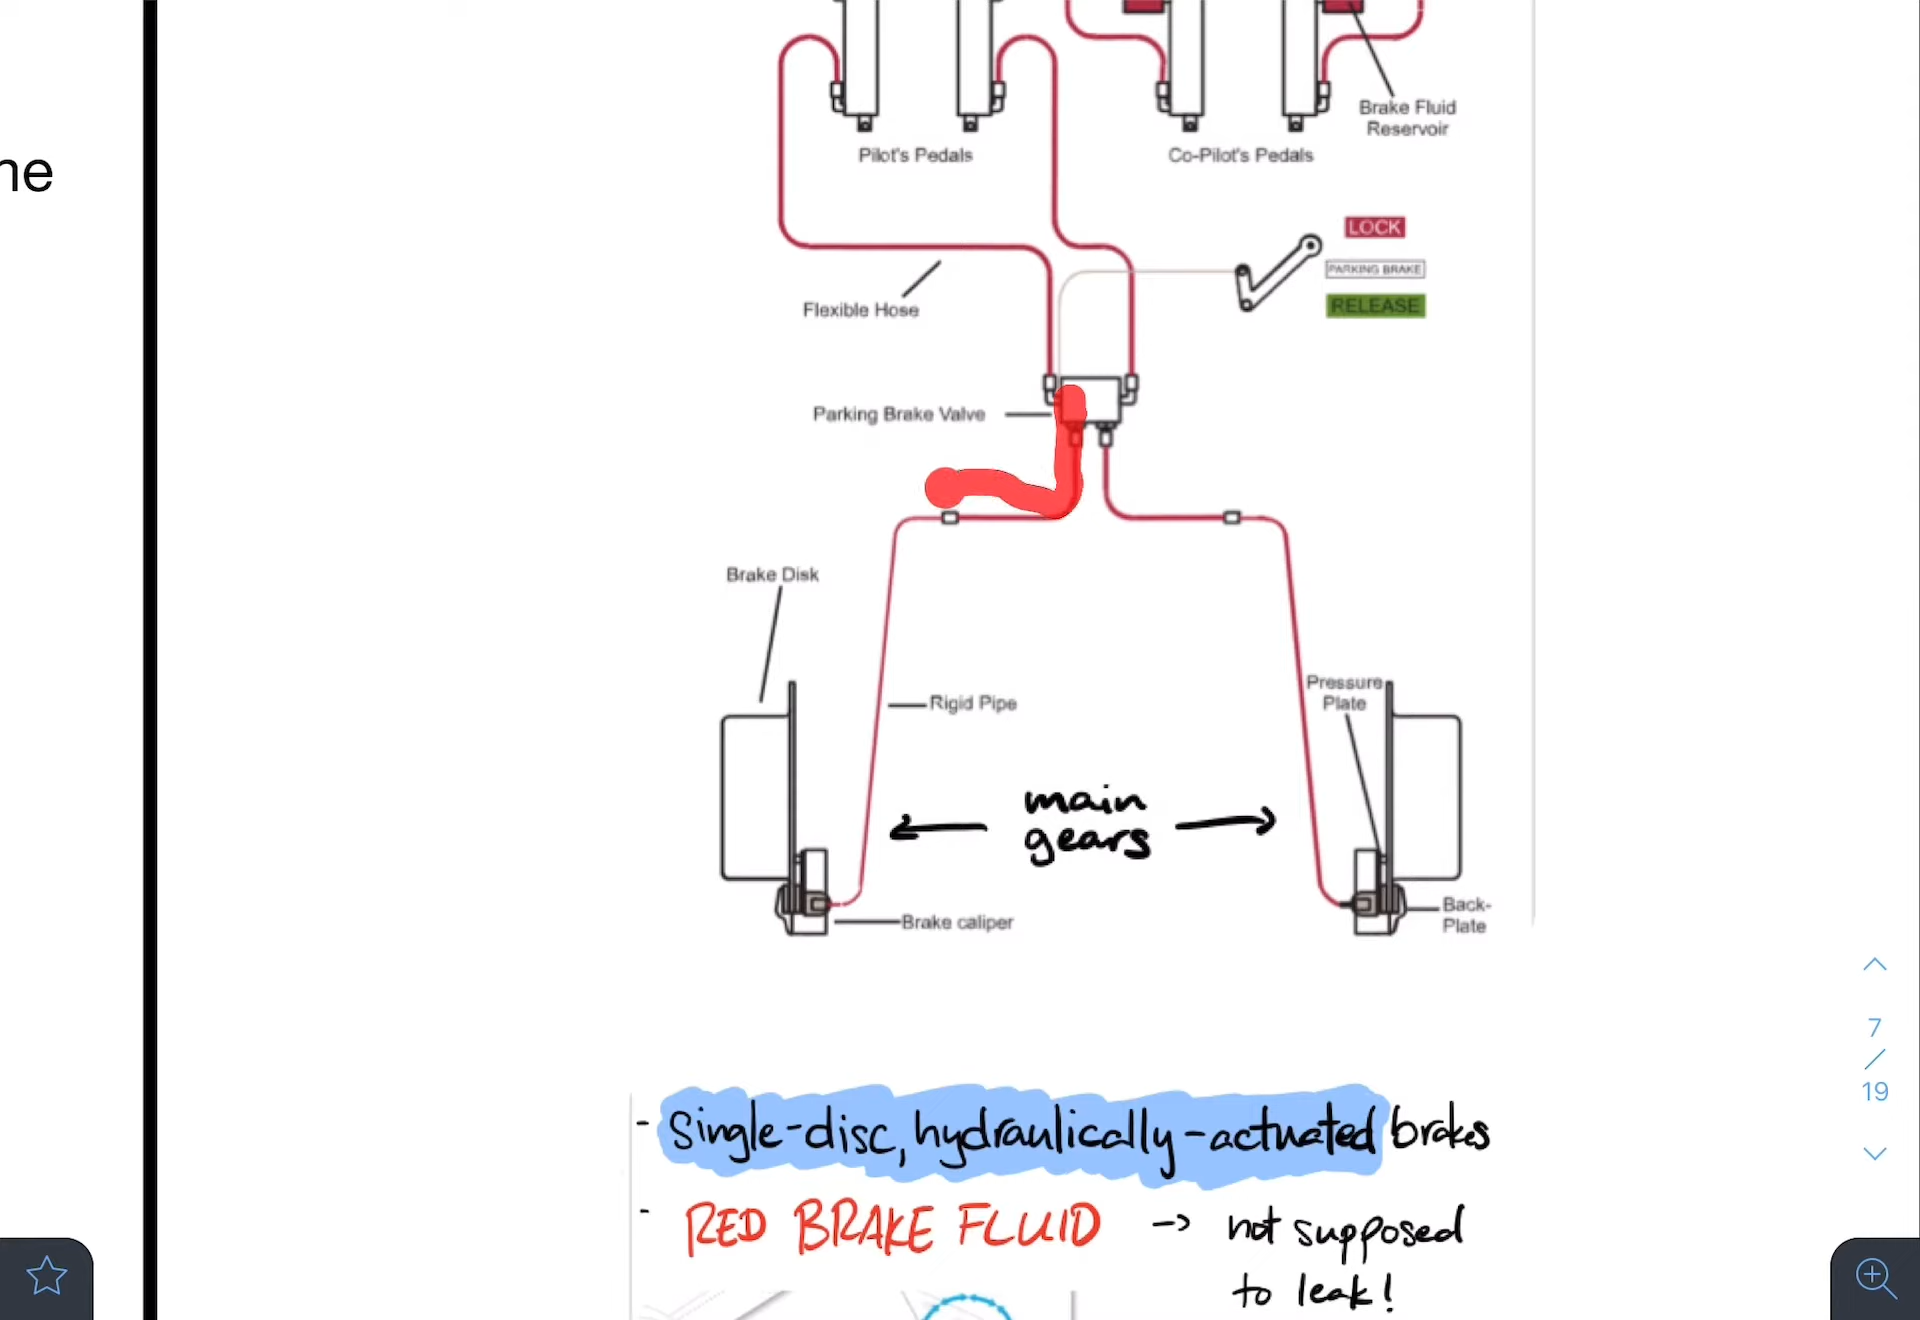 Brake Fluid
Reservoir
Pilot's Pedals
Co-Pilot's Pedals
ne
LOCK
PARKING BRAKE
RELEASE
Flexible Hose
Parking Brake Valve
Brake Disk
Pressure
Plate
Rigid Pipe
main
gears
Back-
Plate
Brake caliper
7
/
19
- Single-disc, hydraulically-actuated brakes
- RED BRAKE FLUID -> not supposed
to leak!